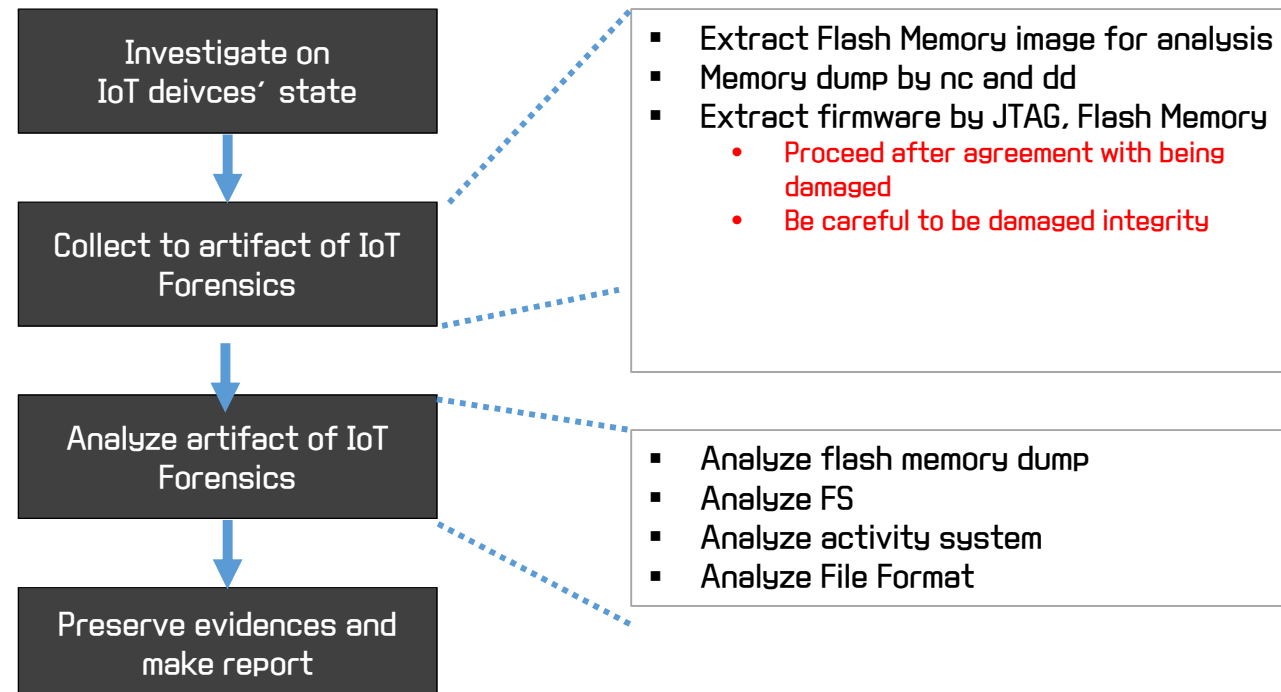 Investigate on
IoT deivces´ state
Collect to artifact of IoT
Forensics
Analyze artifact of IoT
Forensics
Preserve evidences and
make report
▪ Extract Flash Memory image for analysis
▪ Memory dump by nc and dd
▪ Extract firmware by JTAG, Flash Memory
• Proceed after agreement with being
damaged
• Be careful to be damaged integrity
▪ Analyze flash memory dump
▪ Analyze FS
▪ Analyze activity system
▪ Analyze File Format